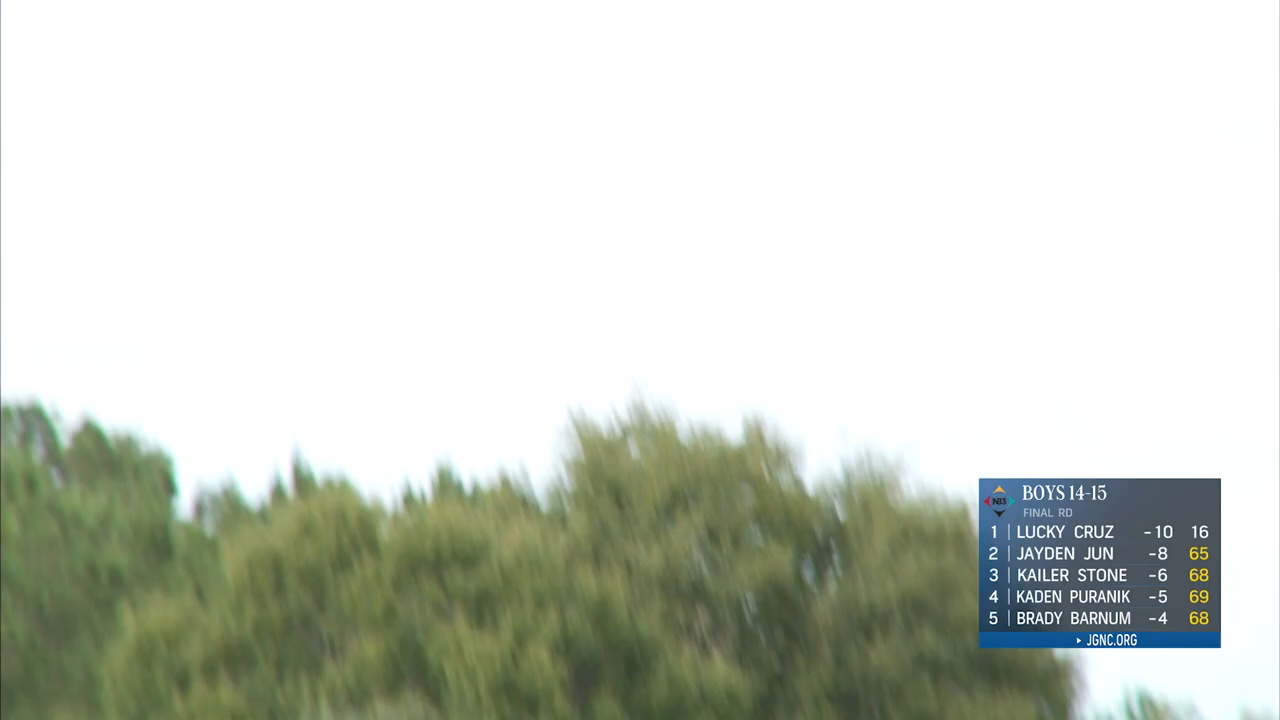 NB3
BOYS 14-15
FINAL RD
1 LUCKY CRUZ -10 16
2 JAYDEN JUN -8 65
3 KAILER STONE -6 68
4 KADEN PURANIK -5 69
5 BRADY BARNUM -4 68
JGNC.ORG